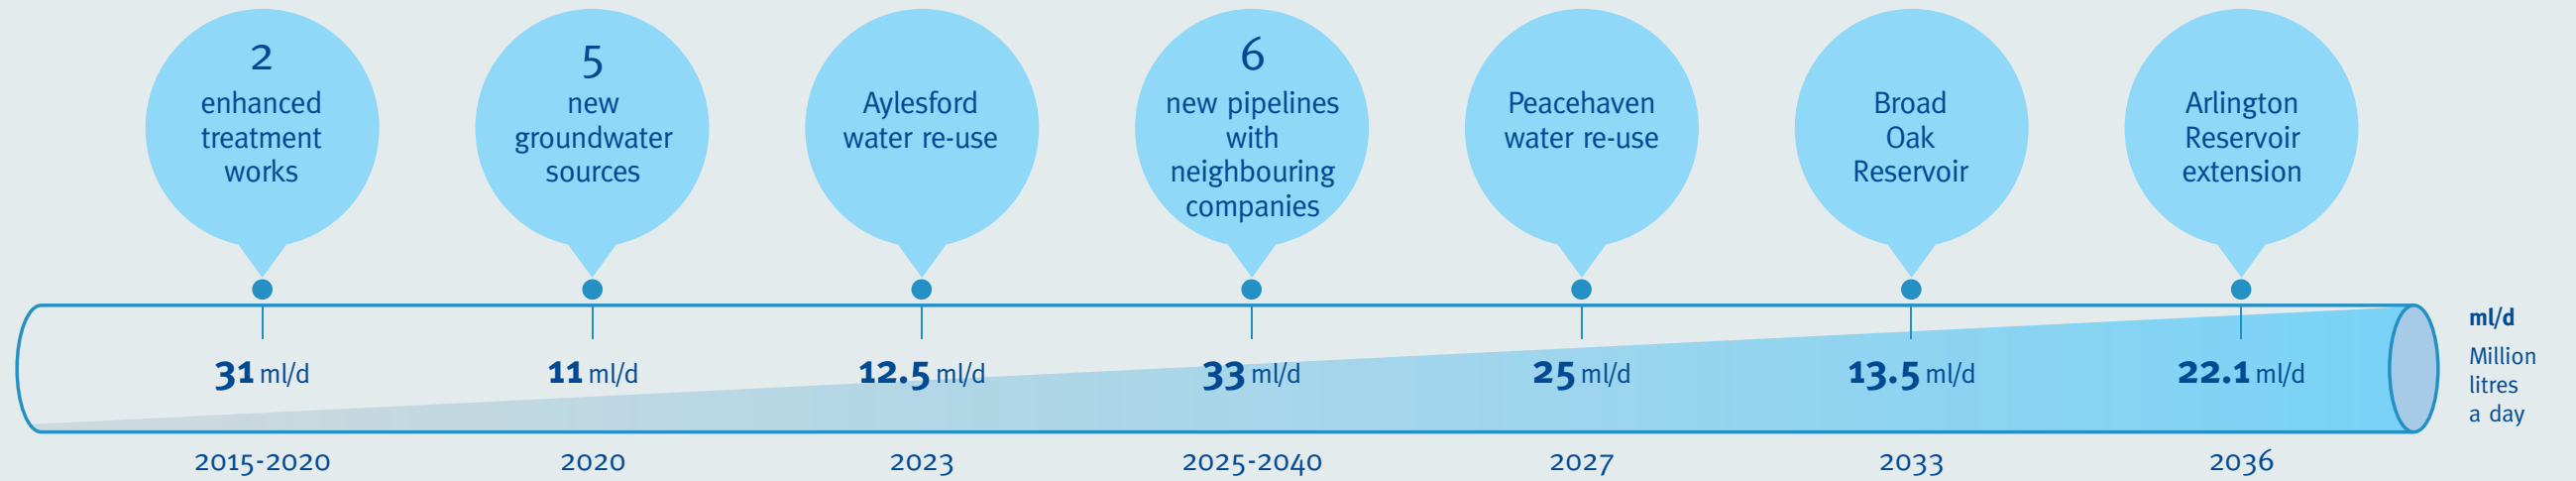 2
enhanced
treatment
works
5
new
groundwater
sources
Aylesford
water re-use
6
new pipelines
with
neighbouring
companies
Peacehaven
water re-use
Broad
Oak
Reservoir
Arlington
Reservoir
extension
31 ml/d
11 ml/d
12.5 ml/d
33 ml/d
25 ml/d
13.5 ml/d
22.1 ml/d
ml/d
Million
litres
a day
2015-2020
2020
2023
2025-2040
2027
2033
2036